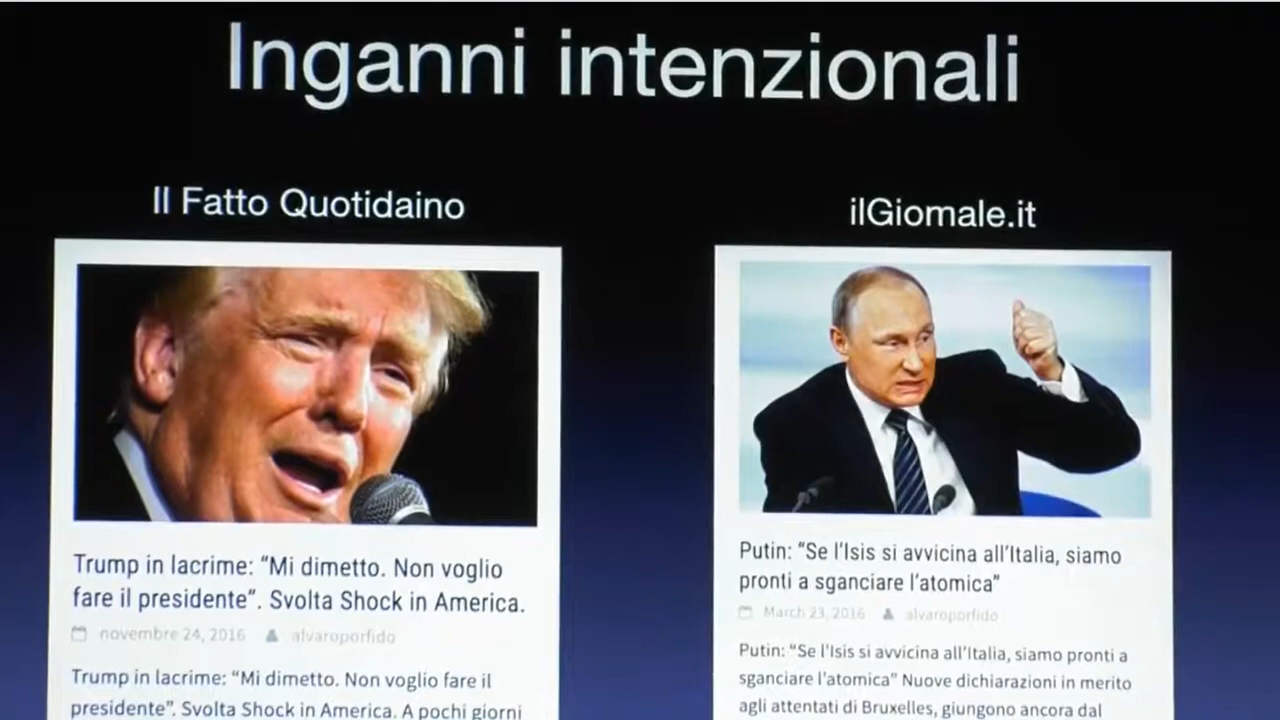 Inganni intenzionali
Il Fatto Quotidaino
ilGiomale.it
Trump in lacrime: “Mi dimetto. Non voglio
fare il presidente”. Svolta Shock in America.
novembre 24, 2016 alvaroporfido
Trump in lacrime: “Mi dimetto. Non voglio fare il
presidente”. Svolta Shock in America. A pochi giorni
Putin: “Se l’Isis si avvicina all’Italia, siamo
pronti a sganciare l’atomica”
March 23, 2016 alvaroporfido
Putin: “Se l’Isis si avvicina all’Italia, siamo pronti a
sganciare l’atomica” Nuove dichiarazioni in merito
agli attentati di Bruxelles, giungono ancora dal